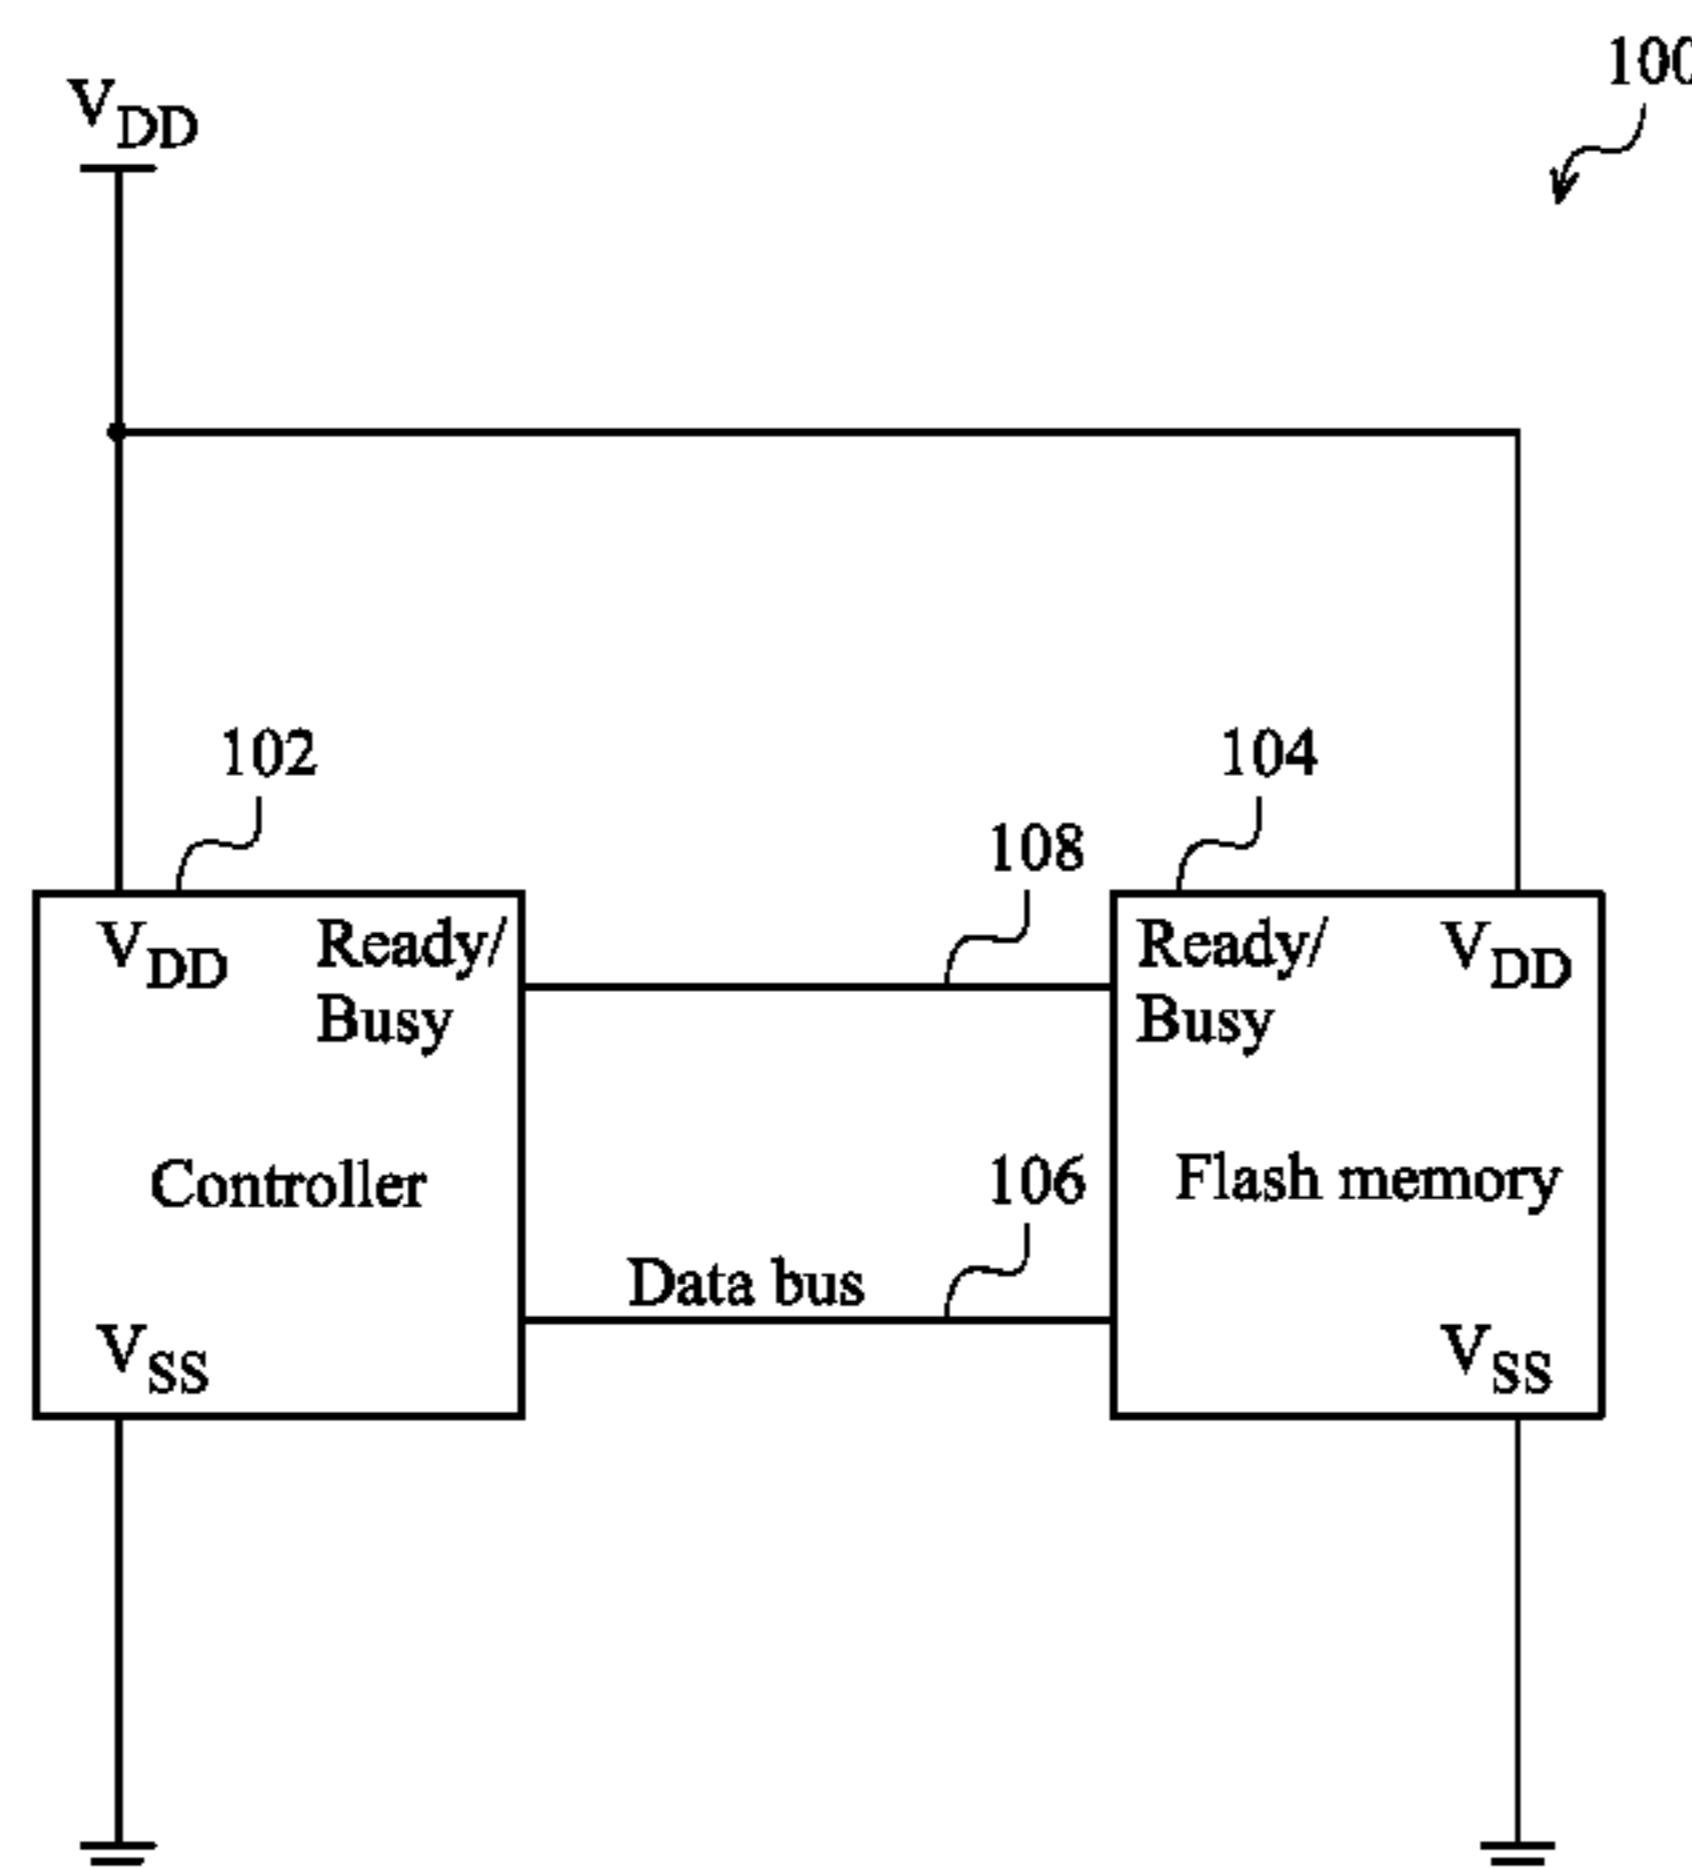 100
VDD
102
104
108
VDD
Ready/
Busy
Ready/
Busy
VDD
Controller
106
Flash memory
Data bus
VSS
VSS